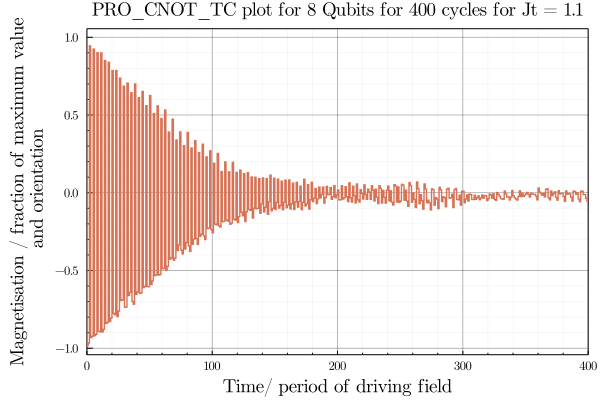 PRO_CNOT_TC plot for 8 Qubits for 400 cycles for Jt = 1.1
Magnetisation / fraction of maximum value
and orientation
1.0
0.5
0.0
−0.5
−1.0
0
100
200
300
400
Time/ period of driving field